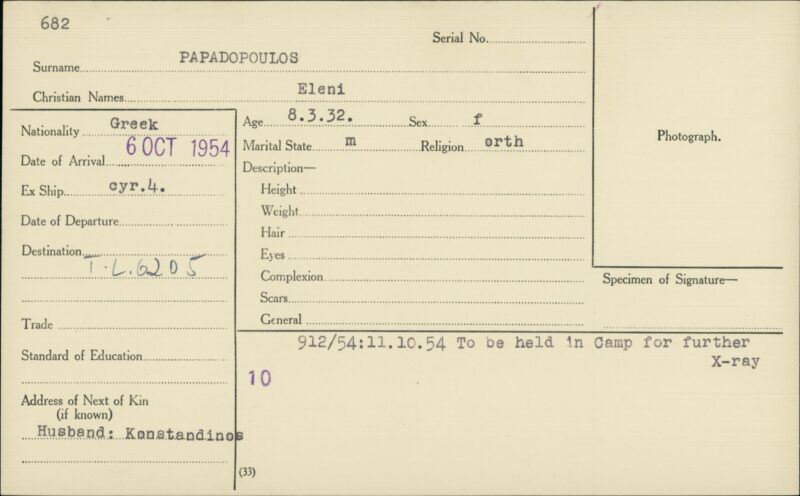 682
Serial No.
Surname PAPADOPOULOS
Christian Names Eleni
Nationality Greek
Date of Arrival 6 OCT 1954
Ex Ship cyr.4.
Date of Departure
Destination T.L.6205
Trade
Standard of Education
Address of Next of Kin
(if known)
Husband: Konstandinos
Age 8.3.32. Sex f
Marital State m Religion orth
Description—
Height
Weight
Hair
Eyes
Complexion
Scars
General
Photograph.
Specimen of Signature—
912/54:11.10.54 To be held in Camp for further
X-ray
10
(33)